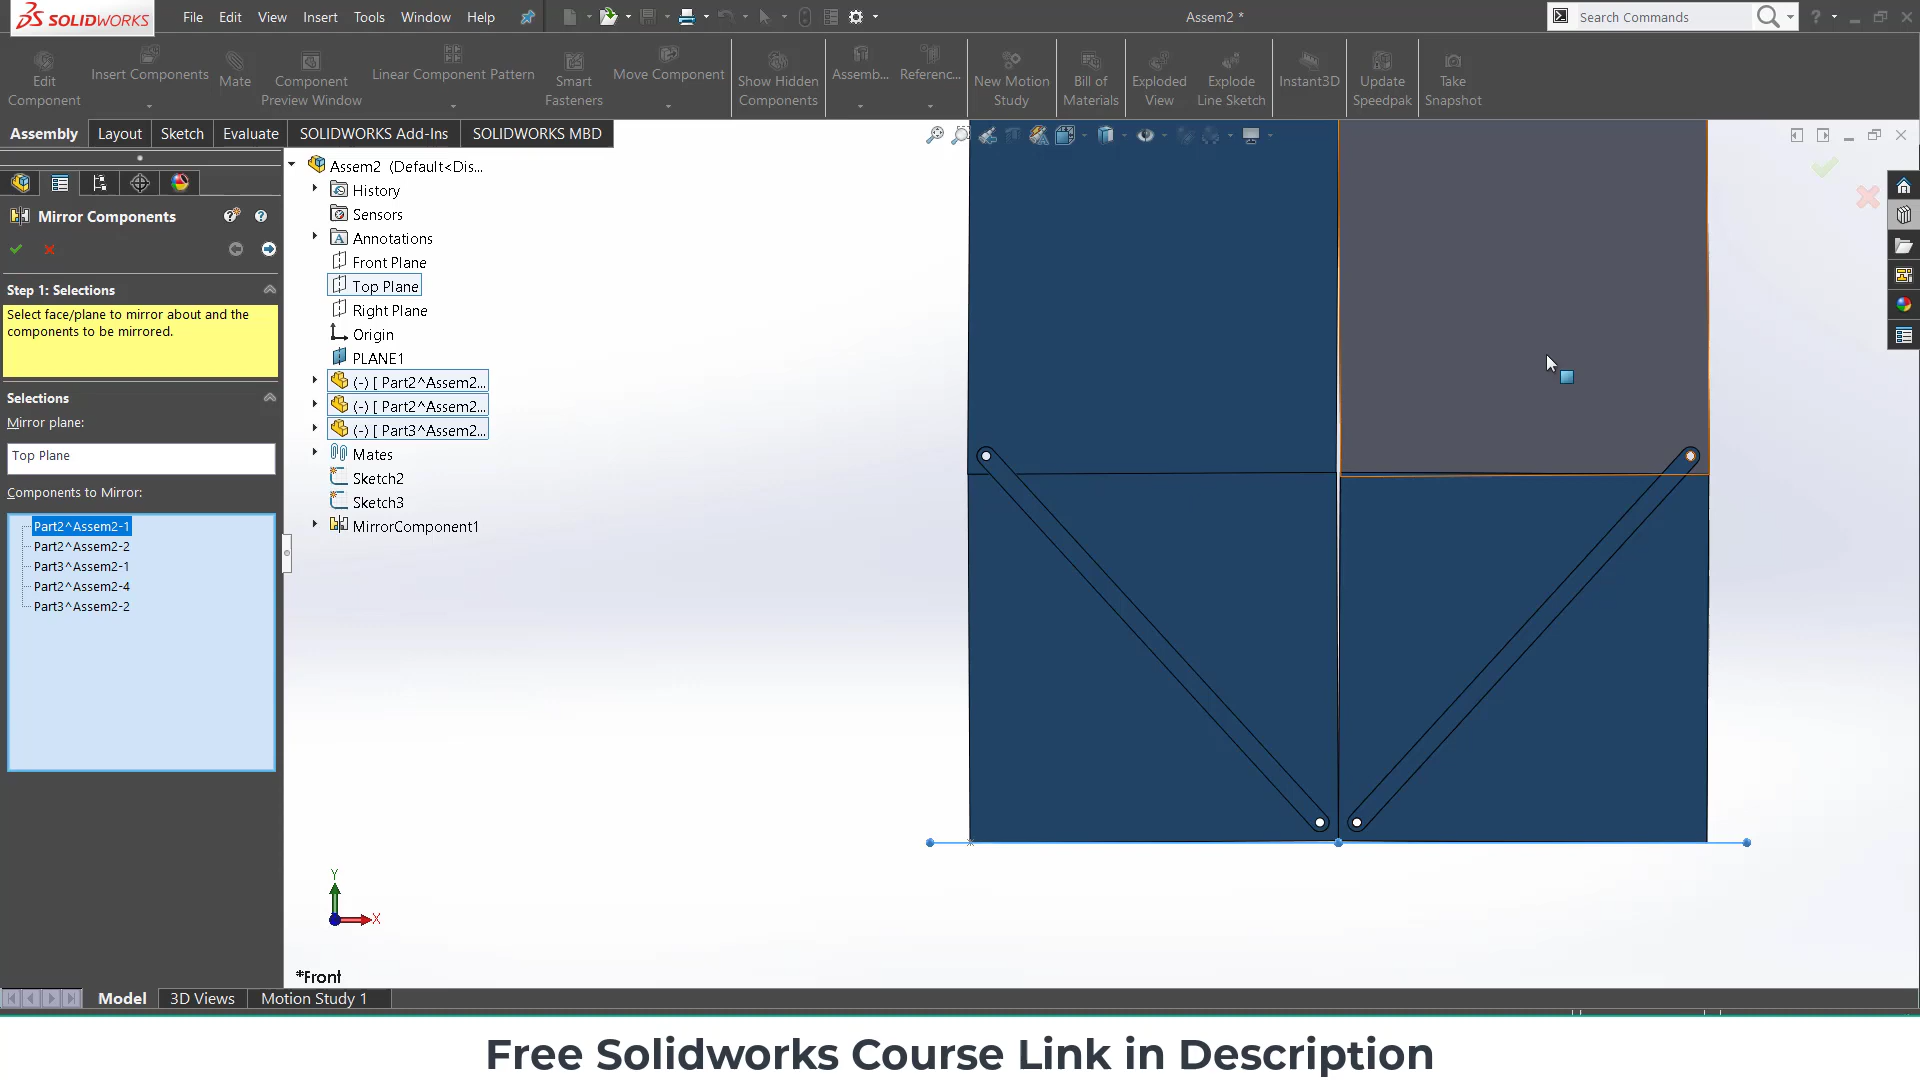 SOLIDWORKS
File Edit View Insert Tools Window Help
Assem2 *
Search Commands
Edit Component
Insert Components
Mate
Component Preview Window
Linear Component Pattern
Smart Fasteners
Move Component
Show Hidden Components
Assemb...
Referenc...
New Motion Study
Bill of Materials
Exploded View
Explode Line Sketch
Instant3D
Update Speedpak
Take Snapshot
Assembly Layout Sketch Evaluate SOLIDWORKS Add-Ins SOLIDWORKS MBD
Mirror Components
Step 1: Selections
Select face/plane to mirror about and the
components to be mirrored.
Selections
Mirror plane:
Top Plane
Components to Mirror:
Part2^Assem2-1
Part2^Assem2-2
Part3^Assem2-1
Part2^Assem2-4
Part3^Assem2-2
Assem2 (Default<Dis...
History
Sensors
Annotations
Front Plane
Top Plane
Right Plane
Origin
PLANE1
(-) [ Part2^Assem2...
(-) [ Part2^Assem2...
(-) [ Part3^Assem2...
Mates
Sketch2
Sketch3
MirrorComponent1
Y
X
*Front
Model 3D Views Motion Study 1
Free Solidworks Course Link in Description